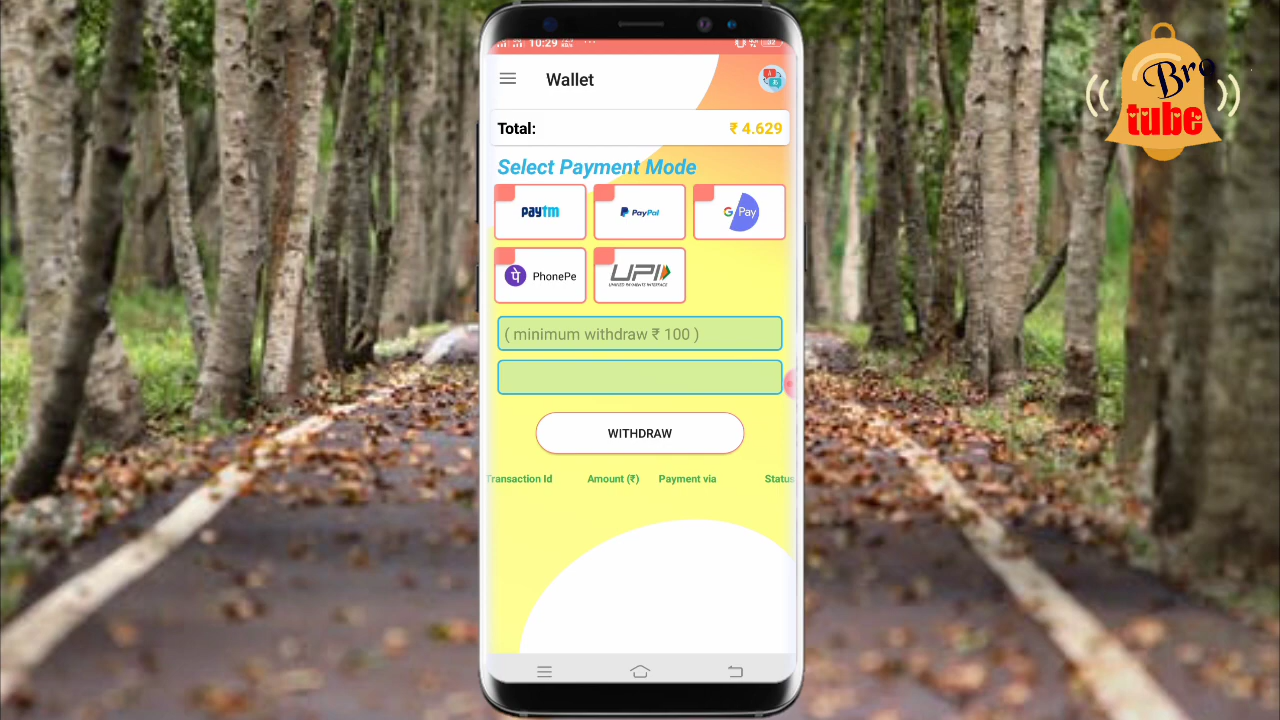 10:29
Wallet
Total:
₹ 4.629
Select Payment Mode
paytm
PayPal
G Pay
पे PhonePe
UPI
UNIFIED PAYMENTS INTERFACE
( minimum withdraw ₹ 100 )
WITHDRAW
Transaction Id Amount (₹) Payment via Status
Bro
tube